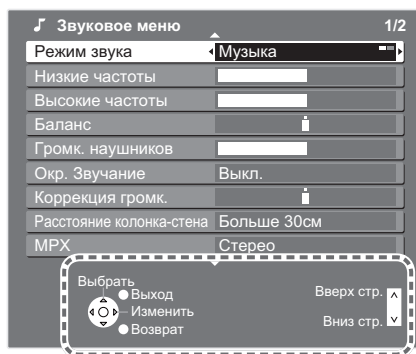 Звуковое меню 1/2
Режим звука Музыка
Низкие частоты
Высокие частоты
Баланс
Громк. наушников
Окр. Звучание Выкл.
Коррекция громк.
Расстояние колонка-стена Больше 30см
MPX Стерео
Выбрать
Выход
Изменить
Возврат
Вверх стр.
Вниз стр.